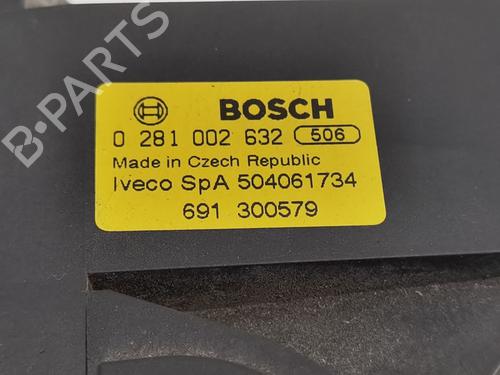 B-PARTS
BOSCH
0 281 002 632 506
Made in Czech Republic
Iveco SpA 504061734
691 300579